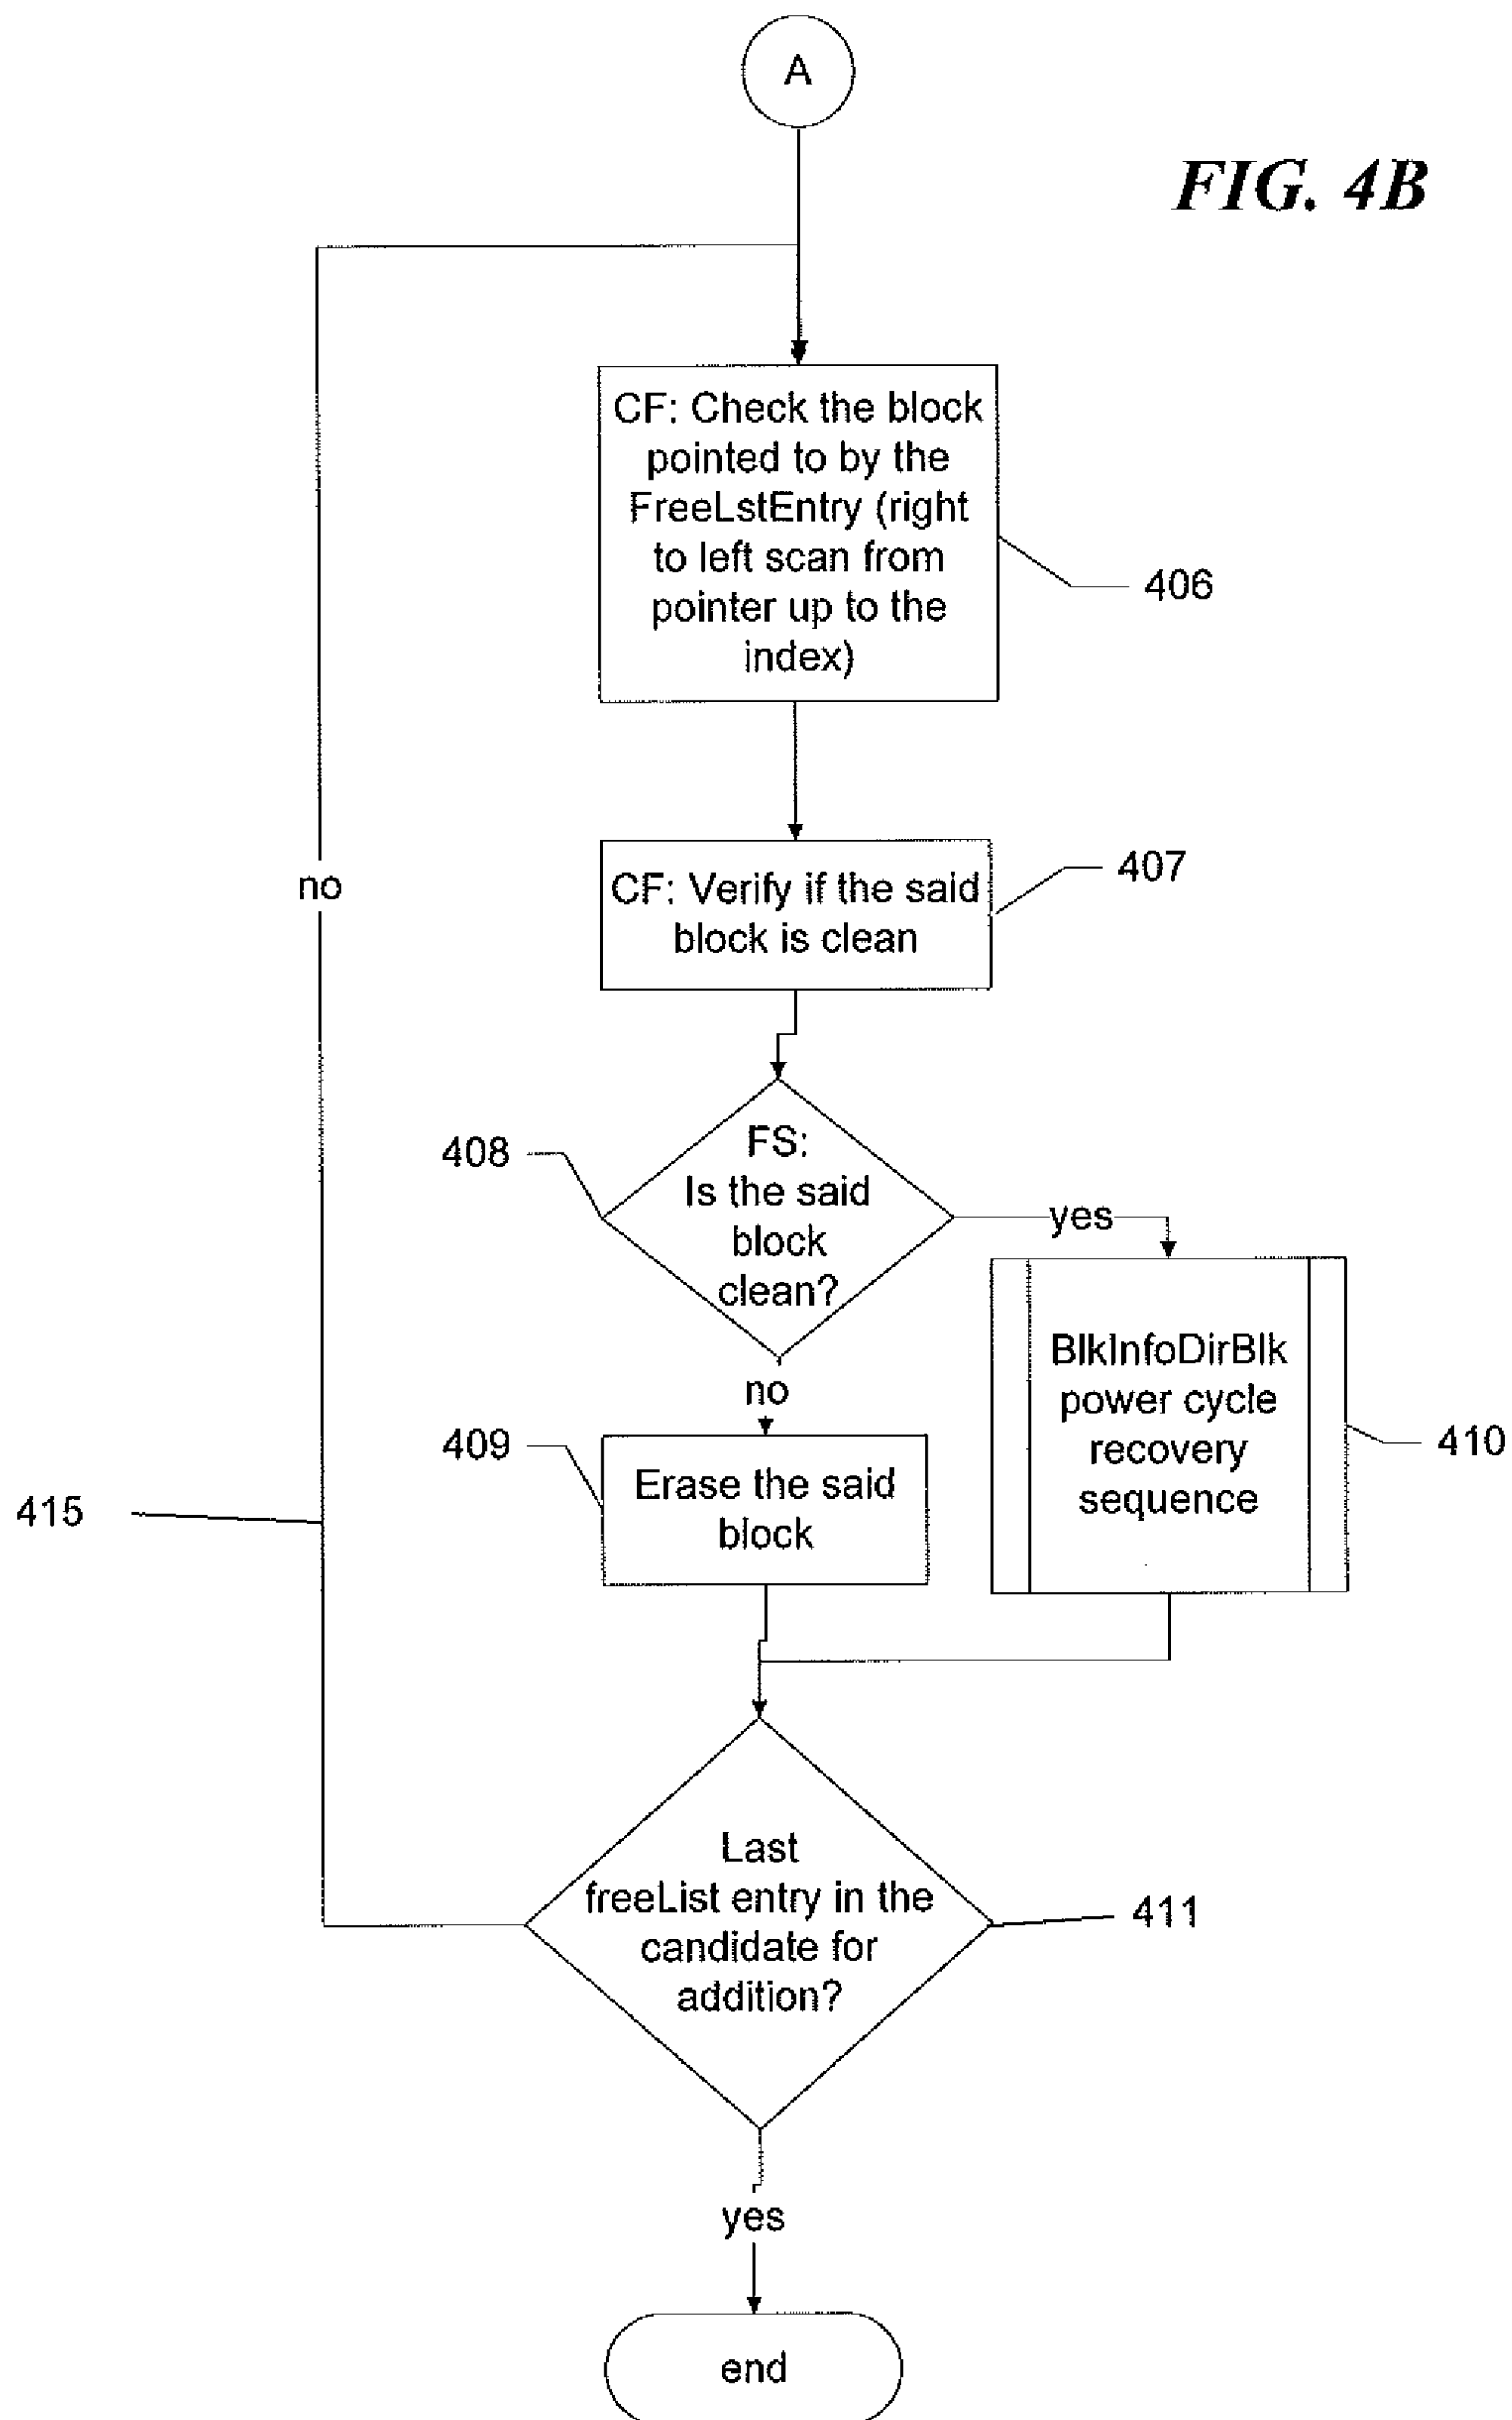 A
FIG. 4B
CF: Check the block
pointed to by the
FreeLstEntry (right
to left scan from
pointer up to the
index)
406
CF: Verify if the said
block is clean
407
no
408
FS:
Is the said
block
clean?
yes
no
BlkInfoDirBlk
power cycle
recovery
sequence
410
409
Erase the said
block
415
Last
freeList entry in the
candidate for
addition?
411
yes
end